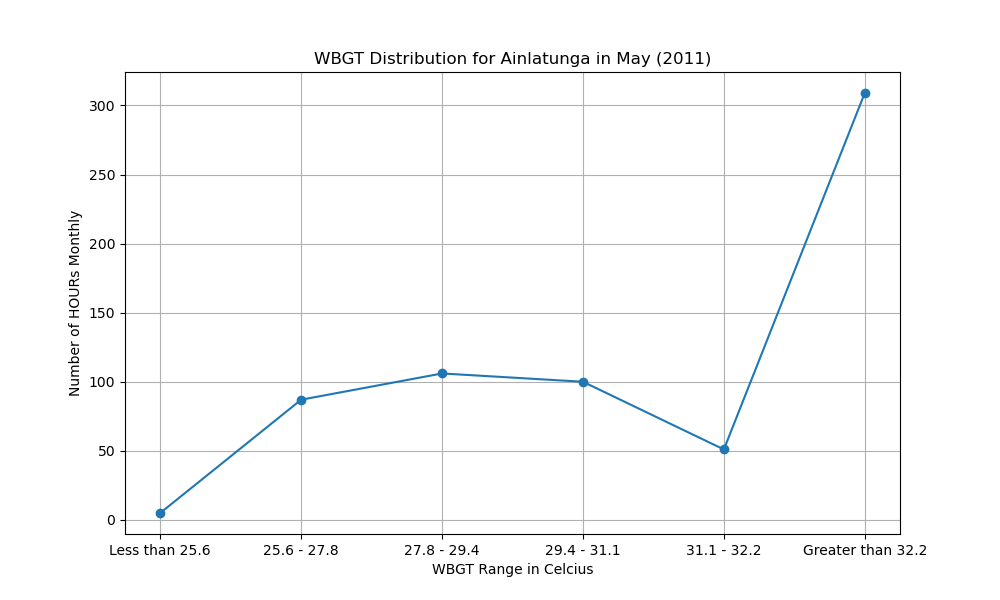 WBGT Distribution for Ainlatunga in May (2011)
Number of HOURs Monthly
300
250
200
150
100
50
0
Less than 25.6
25.6 - 27.8
27.8 - 29.4
29.4 - 31.1
31.1 - 32.2
Greater than 32.2
WBGT Range in Celcius